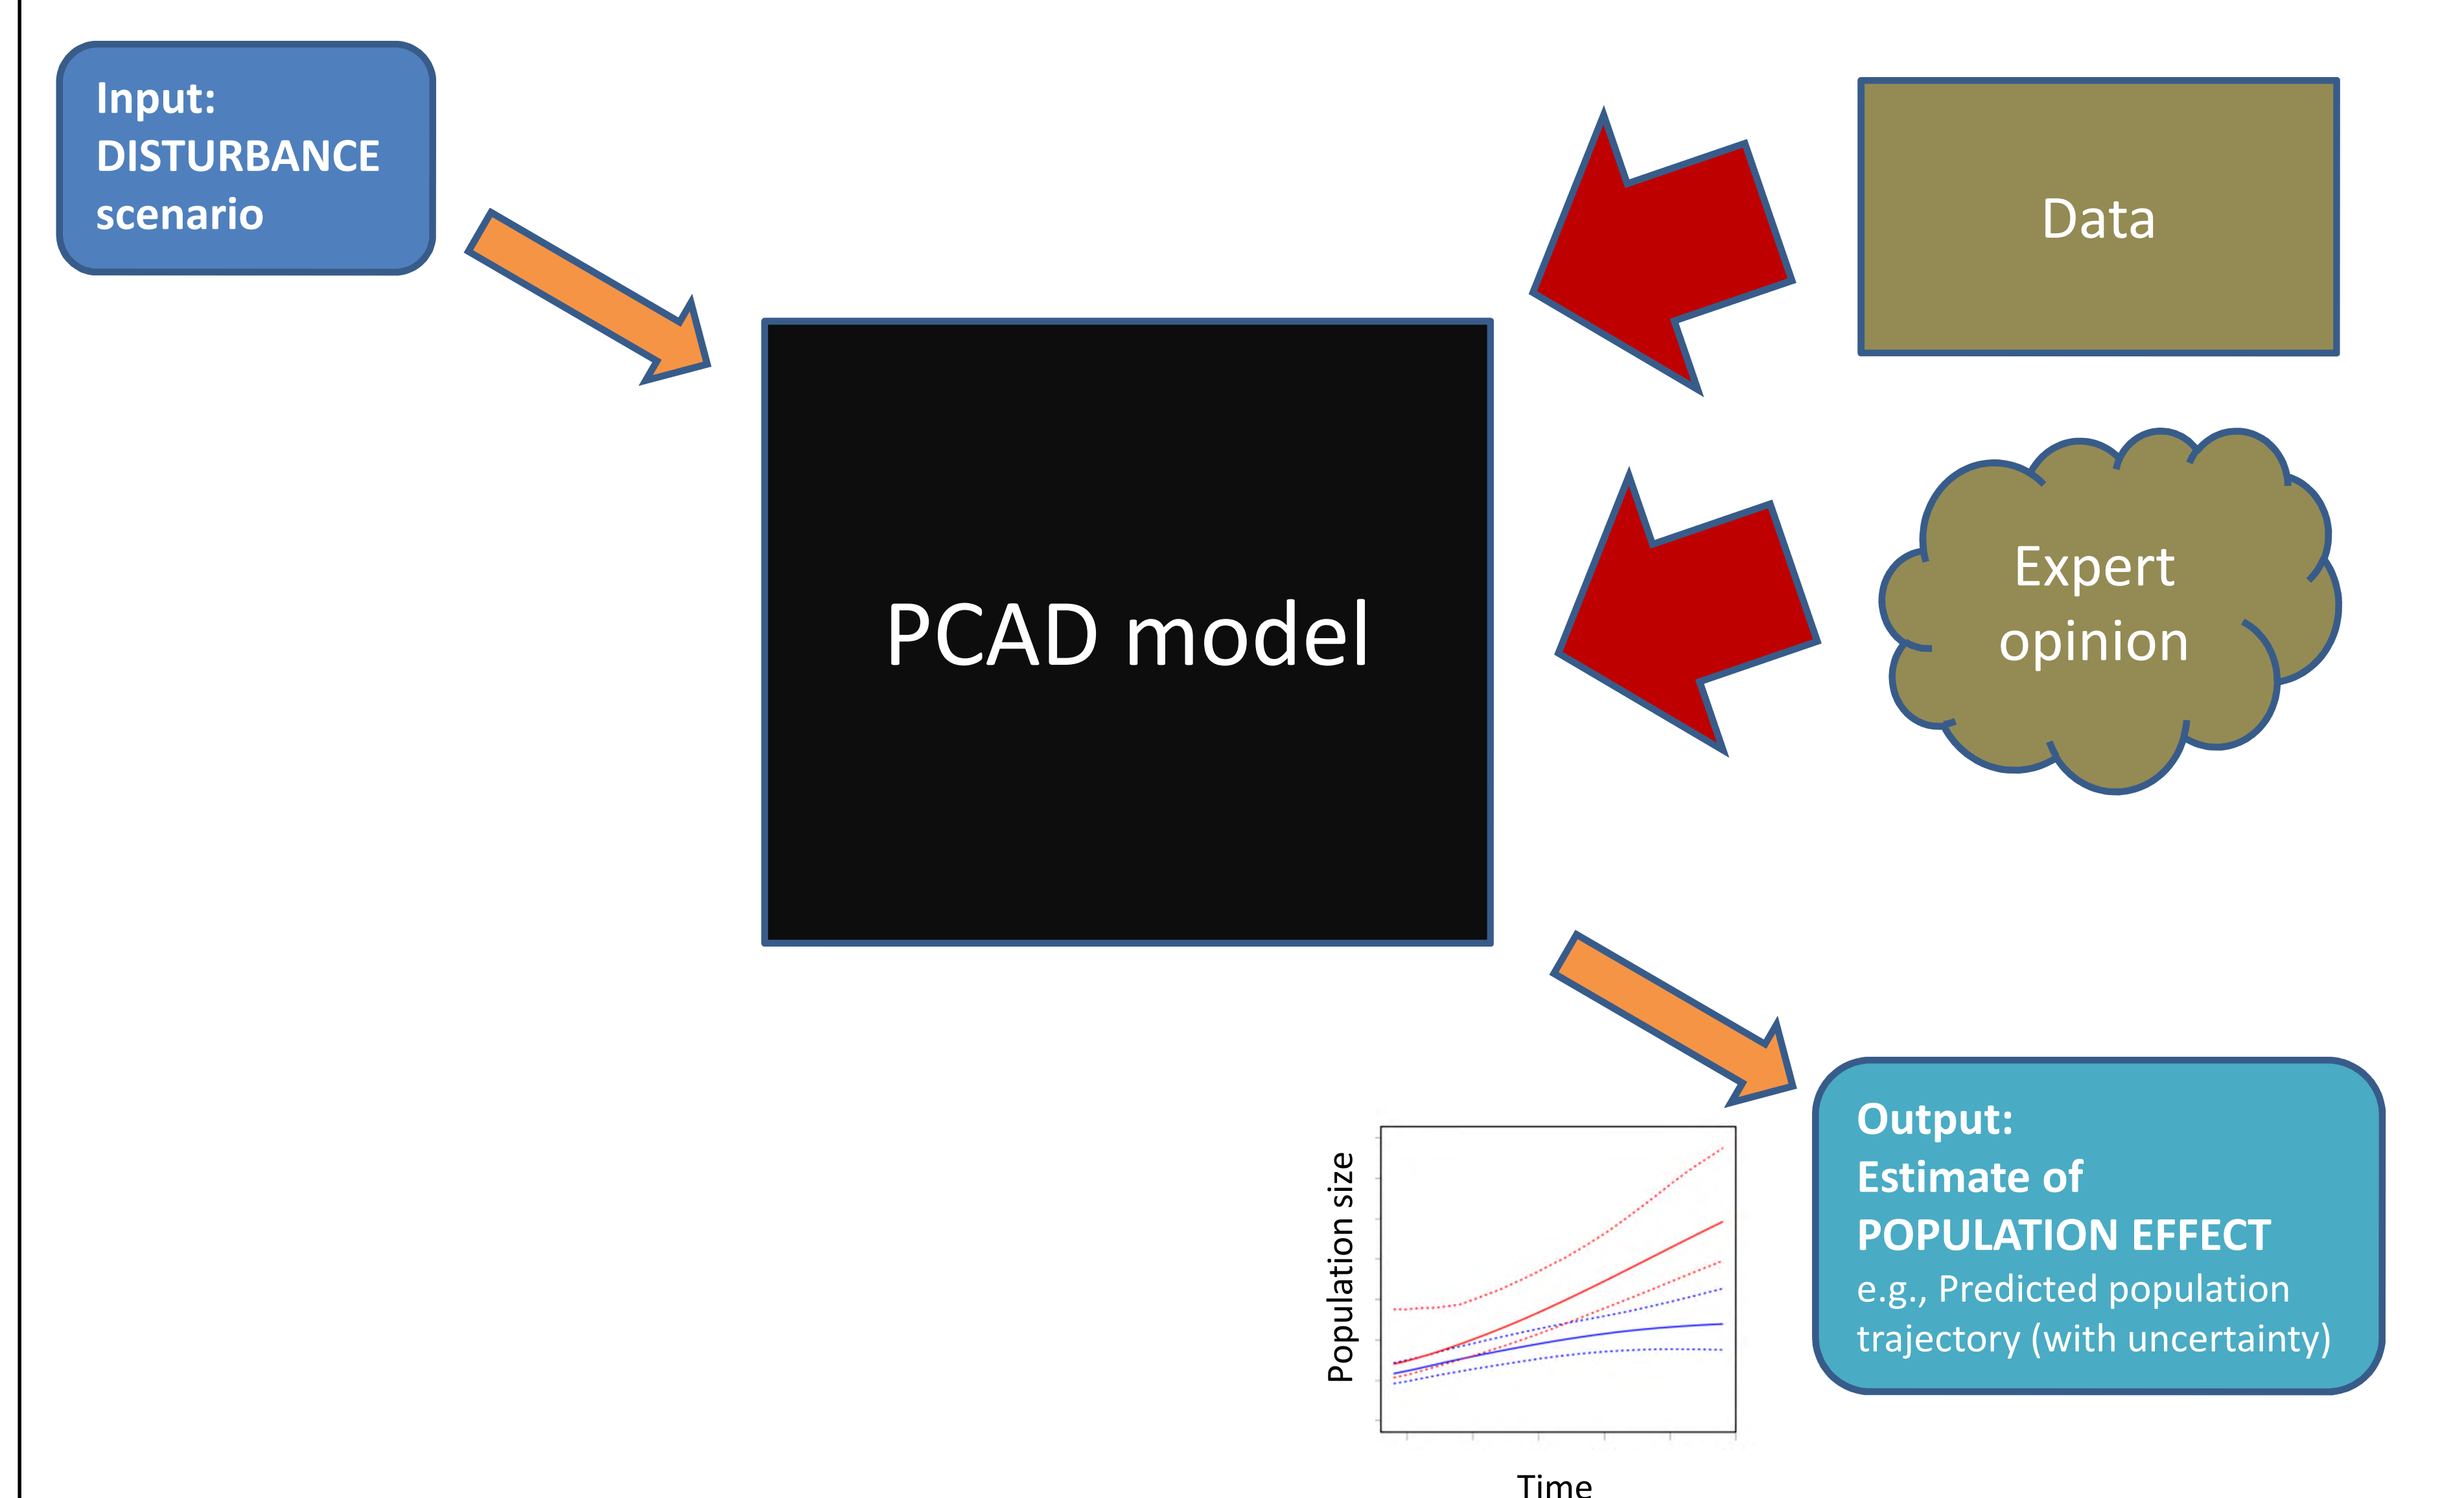 Input:
DISTURBANCE
scenario
Data
Expert
opinion
PCAD model
Output:
Estimate of
POPULATION EFFECT
e.g., Predicted population
trajectory (with uncertainty)
Population size
Time